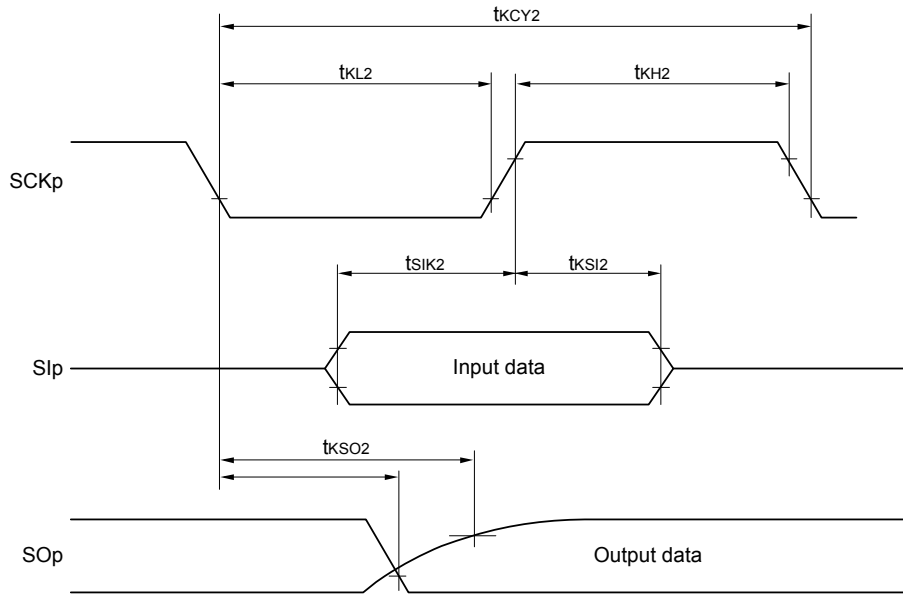 tKCY2
tKL2 tKH2
SCKp
tSIK2 tKSI2
SIp Input data
tKSO2
SOp Output data